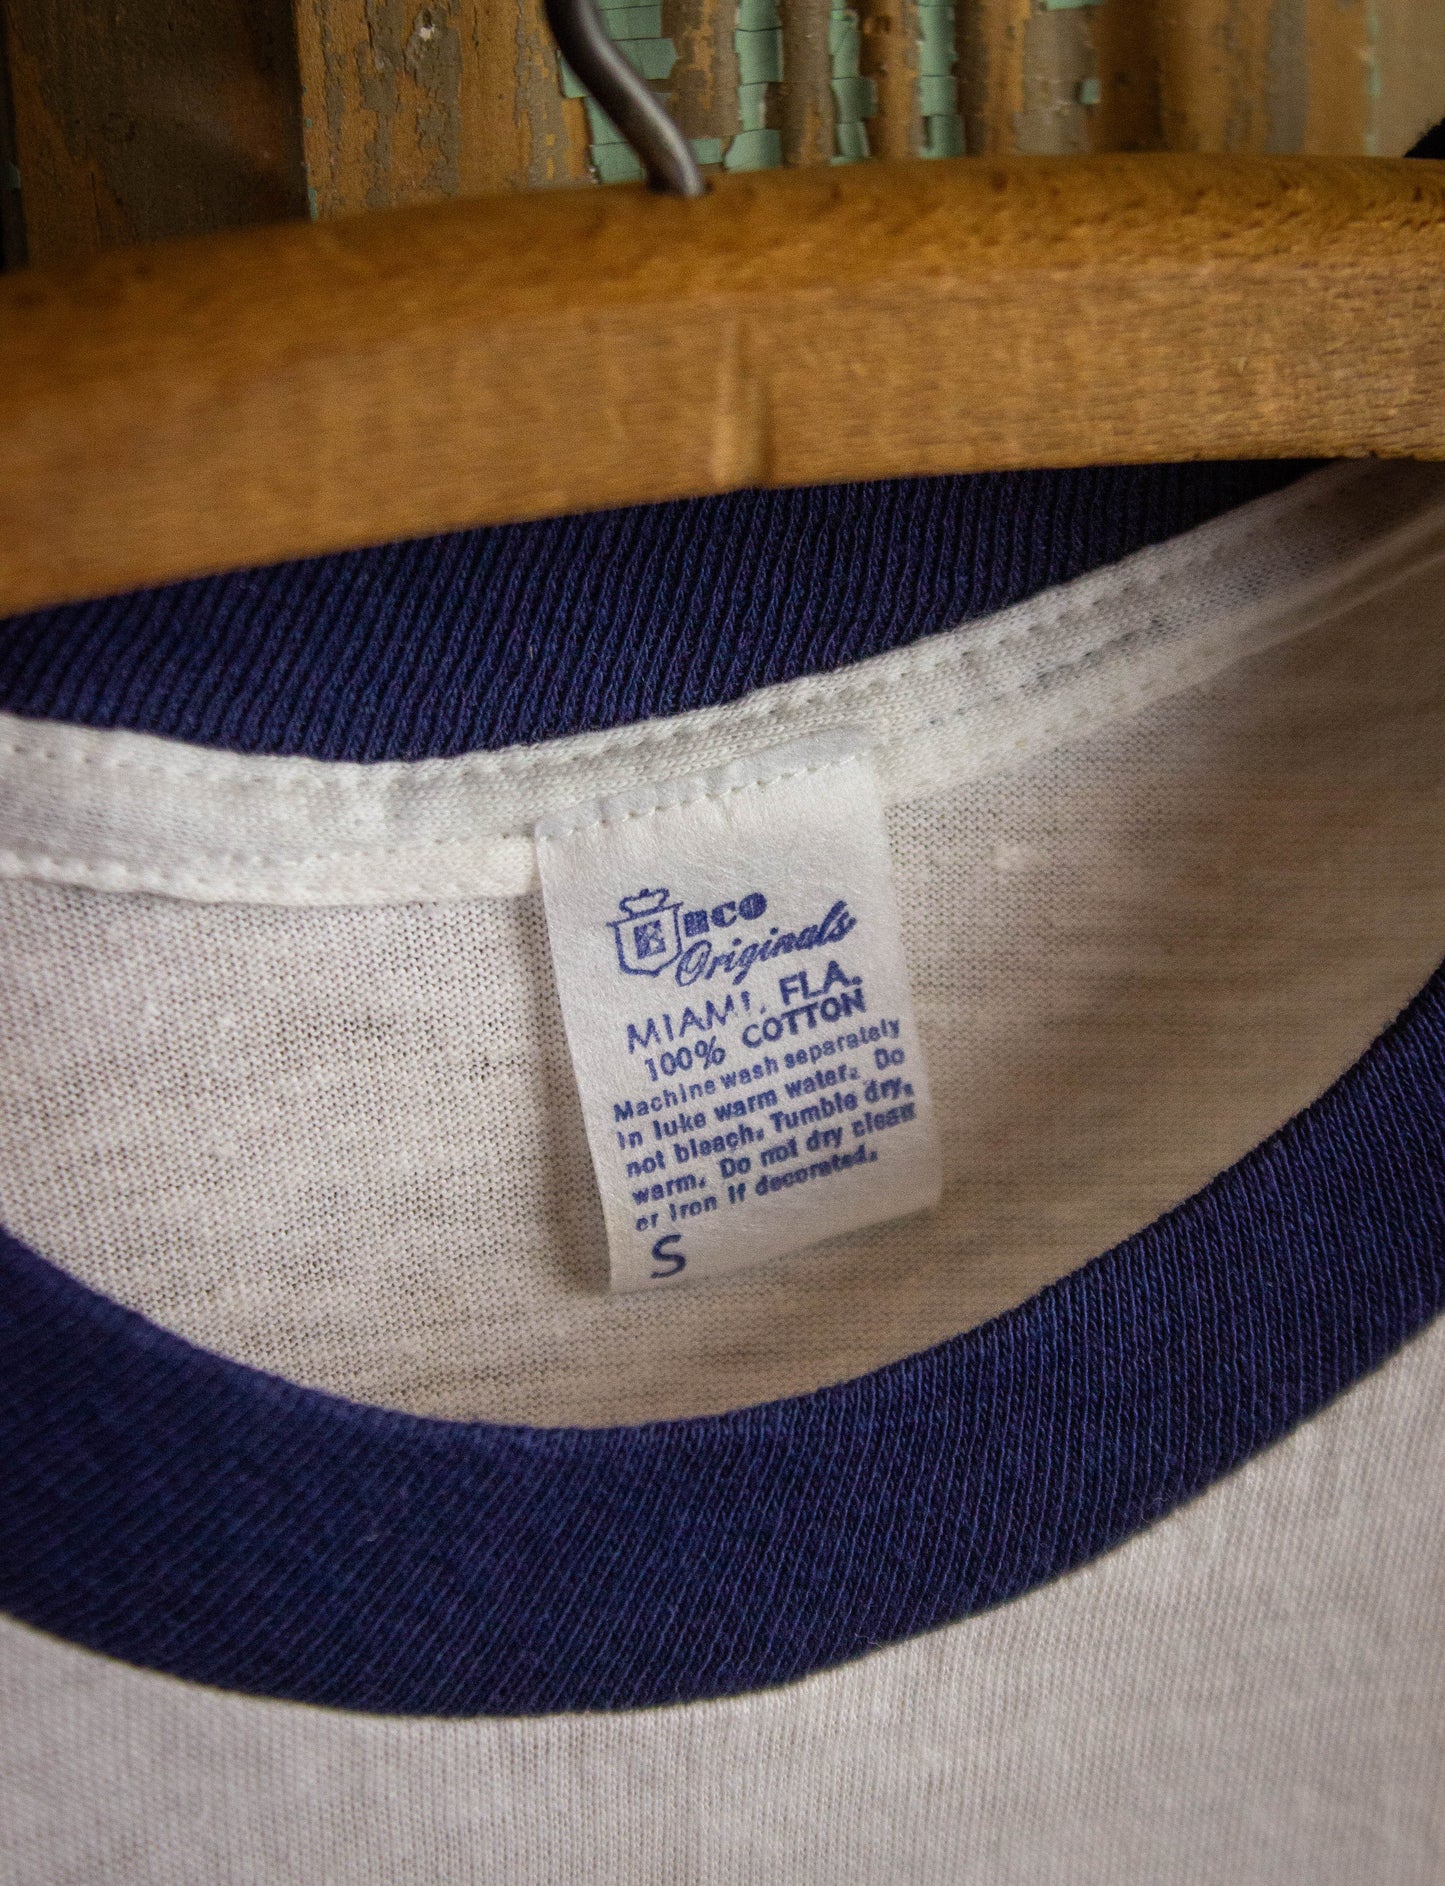 Enco
Originals
MIAMI, FLA.
100% COTTON
Machine wash separately
in luke warm water. Do
not bleach. Tumble dry,
warm. Do not dry clean
or Iron if decorated.
S